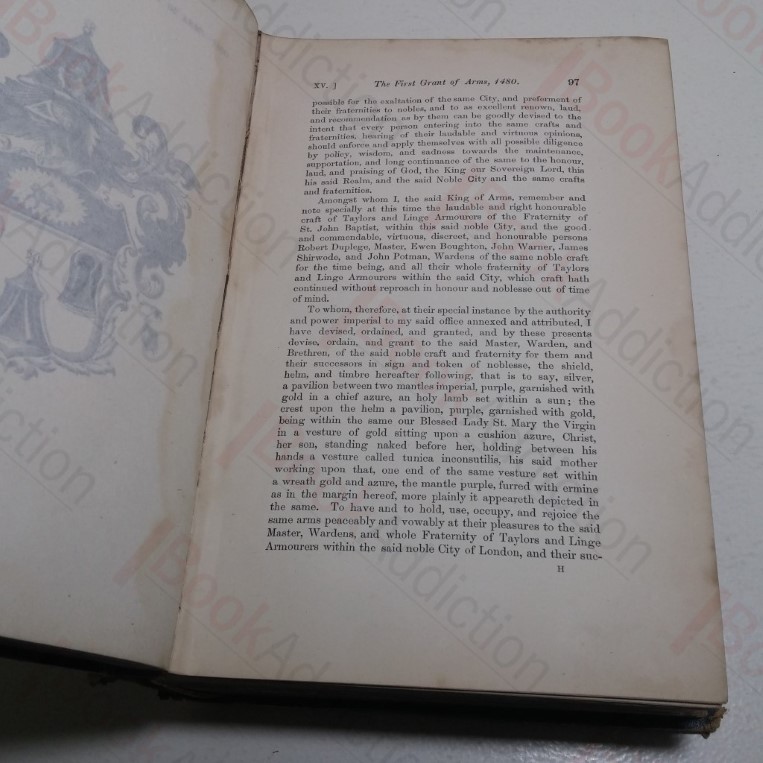 XV. ] The First Grant of Arms, 1480. 97
possible for the exaltation of the same City, and preferment of
their fraternities to nobles, and to as excellent renown, laud,
and recommendation as by them can be goodly devised to the
intent that every person entering into the same crafts and
fraternities, hearing of their laudable and virtuous opinions,
should enforce and apply themselves with all possible diligence
by policy, wisdom, and sadness towards the maintenance,
supportation, and long continuance of the same to the honour,
laud, and praising of God, the King our Sovereign Lord, this
his said Realm, and the said Noble City and the same crafts
and fraternities.
Amongst whom I, the said King of Arms, remember and
note specially at this time the laudable and right honourable
craft of Taylors and Linge Armourers of the Fraternity of
St. John Baptist, within this said noble City, and the good
and commendable, virtuous, discreet, and honourable persons
Robert Duplege, Master, Ewen Boughton, John Warner, James
Shirwode, and John Potman, Wardens of the same noble craft
for the time being, and all their whole fraternity of Taylors
and Linge Armourers within the said City, which craft hath
continued without reproach in honour and noblesse out of time
of mind.
To whom, therefore, at their special instance by the authority
and power imperial to my said office annexed and attributed, I
have devised, ordained, and granted, and by these presents
devise, ordain, and grant to the said Master, Warden, and
Brethren, of the said noble craft and fraternity for them and
their successors in sign and token of noblesse, the shield,
helm, and timbre hereafter following, that is to say, silver,
a pavilion between two mantles imperial, purple, garnished with
gold in a chief azure, an holy lamb set within a sun; the
crest upon the helm a pavilion, purple, garnished with gold,
being within the same our Blessed Lady St. Mary the Virgin
in a vesture of gold sitting upon a cushion azure, Christ,
her son, standing naked before her, holding between his
hands a vesture called tunica inconsutilis, his said mother
working upon that, one end of the same vesture set within
a wreath gold and azure, the mantle purple, furred with ermine
as in the margin hereof, more plainly it appeareth depicted in
the same. To have and to hold, use, occupy, and rejoice the
same arms peaceably and vowably at their pleasures to the said
Master, Wardens, and whole Fraternity of Taylors and Linge
Armourers within the said noble City of London, and their suc-
H
iBookAddiction